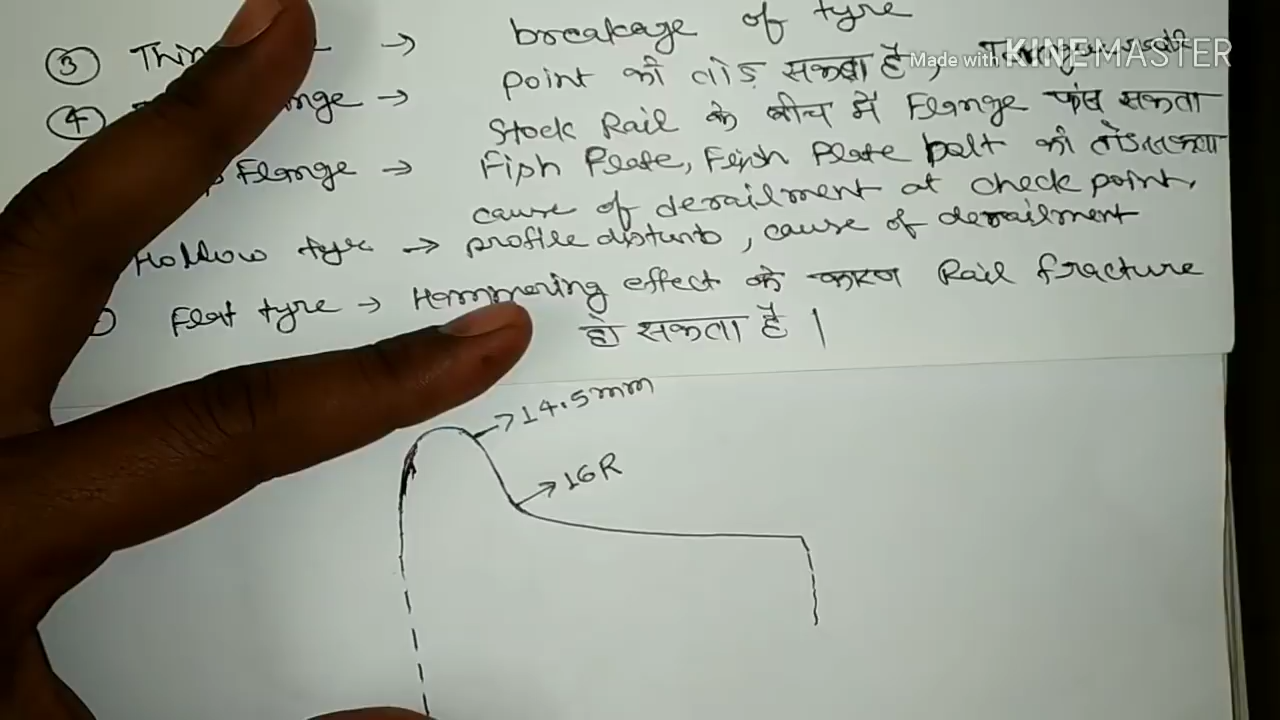 breakage of tyre
③ Thin →
point को तोड़ सकता है,
Made with KINEMASTER
④ →
Stock Rail के बीच में Flange फंस सकता
Flange →
Fish Plate, Fish Plate bolt को तोड़ सकता
cause of derailment at check point,
Hollow tyre → profile disturb, cause of derailment
Flat tyre → Hammering effect के कारण Rail fracture
हो सकता है |
→14.5mm
→16R